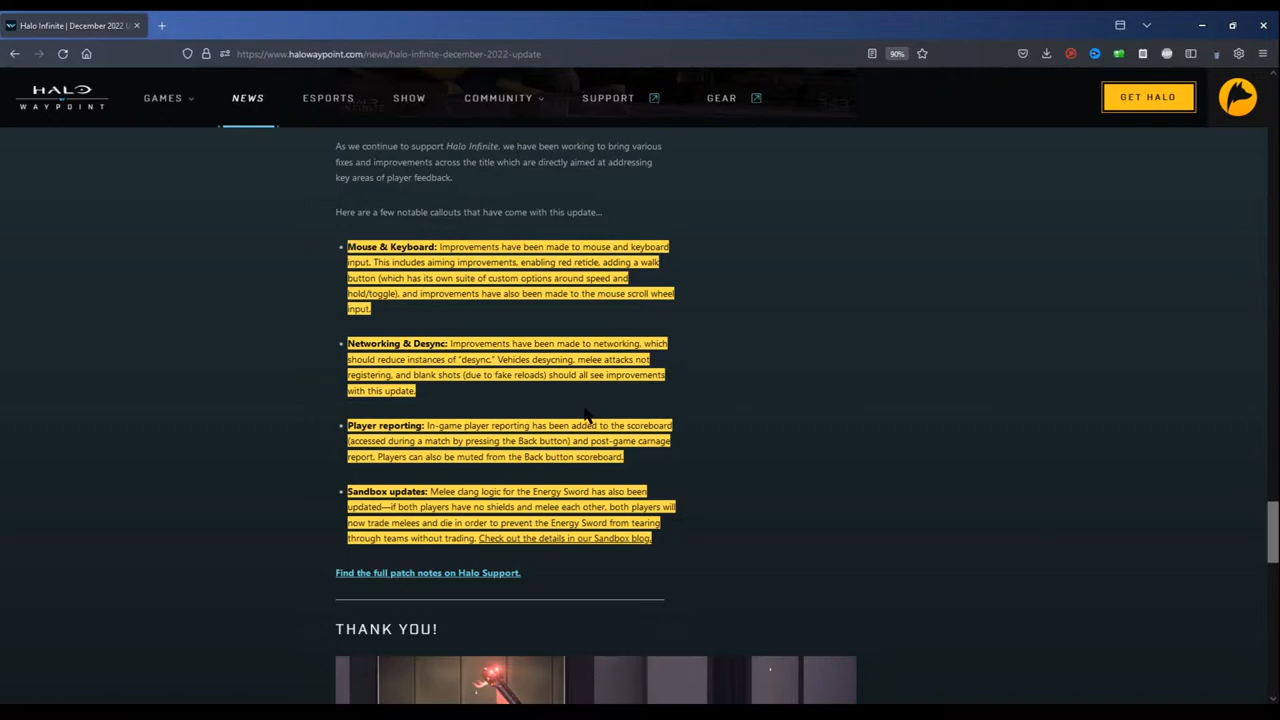 Halo Infinite | December 2022 U
https://www.halowaypoint.com/news/halo-infinite-december-2022-update
90%
HALO
WAYPOINT
GAMES
NEWS
ESPORTS
SHOW
COMMUNITY
SUPPORT
GEAR
GET HALO
As we continue to support Halo Infinite, we have been working to bring various
fixes and improvements across the title which are directly aimed at addressing
key areas of player feedback.
Here are a few notable callouts that have come with this update...
• Mouse & Keyboard: Improvements have been made to mouse and keyboard
input. This includes aiming improvements, enabling red reticle, adding a walk
button (which has its own suite of custom options around speed and
hold/toggle), and improvements have also been made to the mouse scroll wheel
input.
• Networking & Desync: Improvements have been made to networking, which
should reduce instances of "desync." Vehicles desycning, melee attacks not
registering, and blank shots (due to fake reloads) should all see improvements
with this update.
• Player reporting: In-game player reporting has been added to the scoreboard
(accessed during a match by pressing the Back button) and post-game carnage
report. Players can also be muted from the Back button scoreboard.
• Sandbox updates: Melee clang logic for the Energy Sword has also been
updated—if both players have no shields and melee each other, both players will
now trade melees and die in order to prevent the Energy Sword from tearing
through teams without trading. Check out the details in our Sandbox blog.
Find the full patch notes on Halo Support.
THANK YOU!